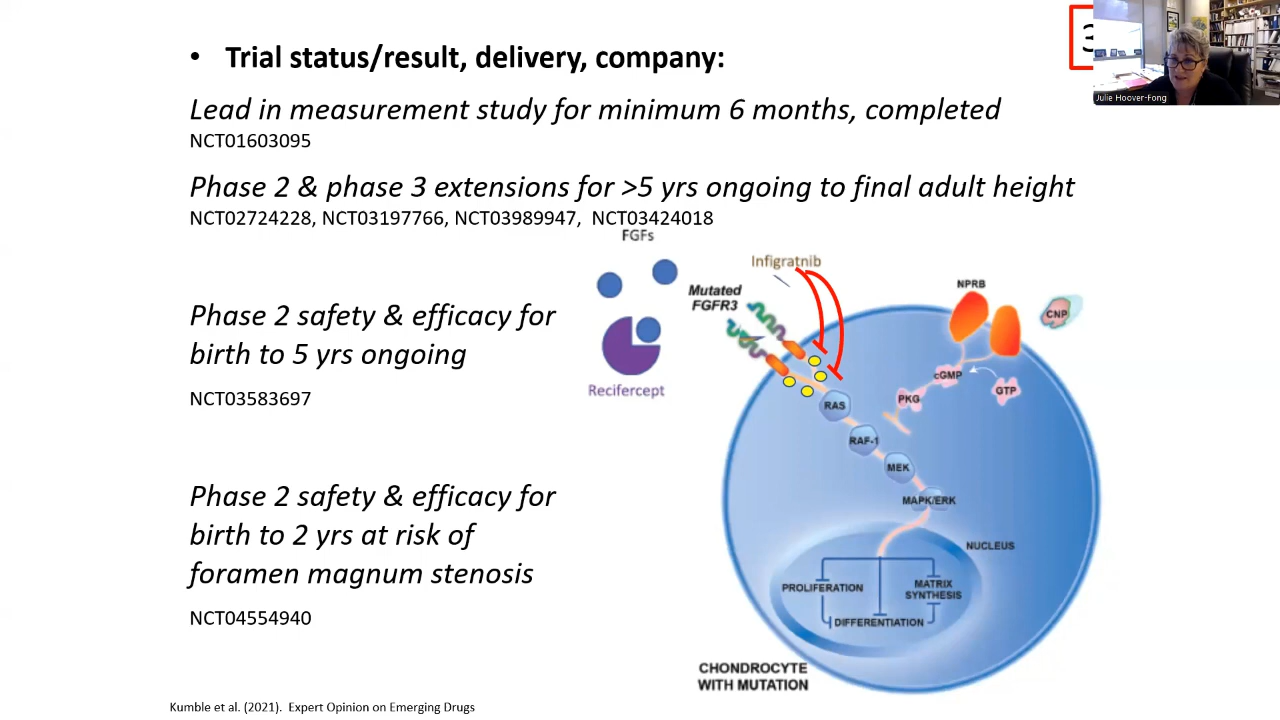 • Trial status/result, delivery, company:
3
Julie Hoover-Fong
Lead in measurement study for minimum 6 months, completed
NCT01603095
Phase 2 & phase 3 extensions for >5 yrs ongoing to final adult height
NCT02724228, NCT03197766, NCT03989947, NCT03424018
FGFs
Infigratnib
Mutated
FGFR3
NPRB
CNP
Phase 2 safety & efficacy for
birth to 5 yrs ongoing
NCT03583697
Recifercept
cGMP
GTP
PKG
RAS
RAF-1
MEK
MAPK/ERK
Phase 2 safety & efficacy for
birth to 2 yrs at risk of
foramen magnum stenosis
NCT04554940
NUCLEUS
PROLIFERATION
MATRIX
SYNTHESIS
DIFFERENTIATION
CHONDROCYTE
WITH MUTATION
Kumble et al. (2021). Expert Opinion on Emerging Drugs